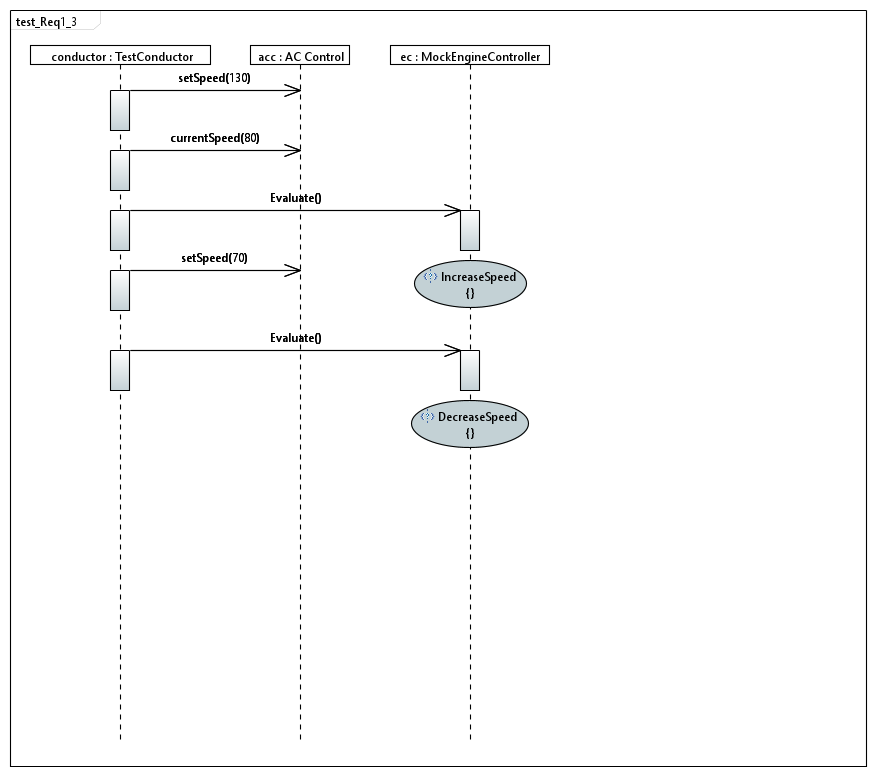 test_Req1_3
conductor : TestConductor
acc : AC Control
ec : MockEngineController
setSpeed(130)
currentSpeed(80)
Evaluate()
setSpeed(70)
IncreaseSpeed
{}
Evaluate()
DecreaseSpeed
{}